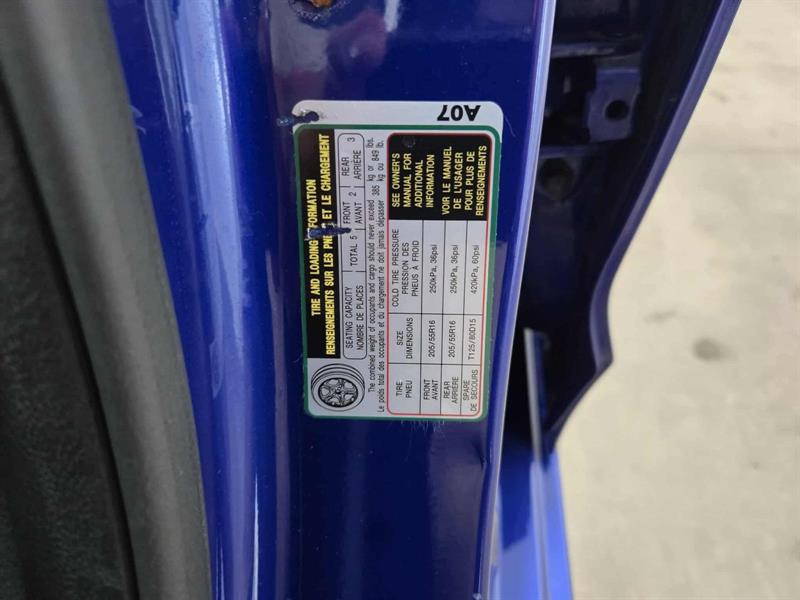 TIRE AND LOADING INFORMATION
RENSEIGNEMENTS SUR LES PNEUS ET LE CHARGEMENT
SEATING CAPACITY
NOMBRE DE PLACES
TOTAL 5
FRONT 2
AVANT
REAR 3
ARRIÈRE
The combined weight of occupants and cargo should never exceed 385 kg or 849 lbs.
Le poids total des occupants et du chargement ne doit jamais dépasser 385 kg ou 849 lb.
TIRE SIZE COLD TIRE PRESSURE
PNEU DIMENSIONS PRESSION DES PNEUS À FROID
FRONT 205/55R16 250kPa, 36psi
AVANT
REAR 205/55R16 250kPa, 36psi
ARRIÈRE
SPARE T125/80D15 420kPa, 60psi
DE SECOURS
SEE OWNER'S
MANUAL FOR
ADDITIONAL
INFORMATION
VOIR LE MANUEL
DE L'USAGER
POUR PLUS DE
RENSEIGNEMENTS
A07